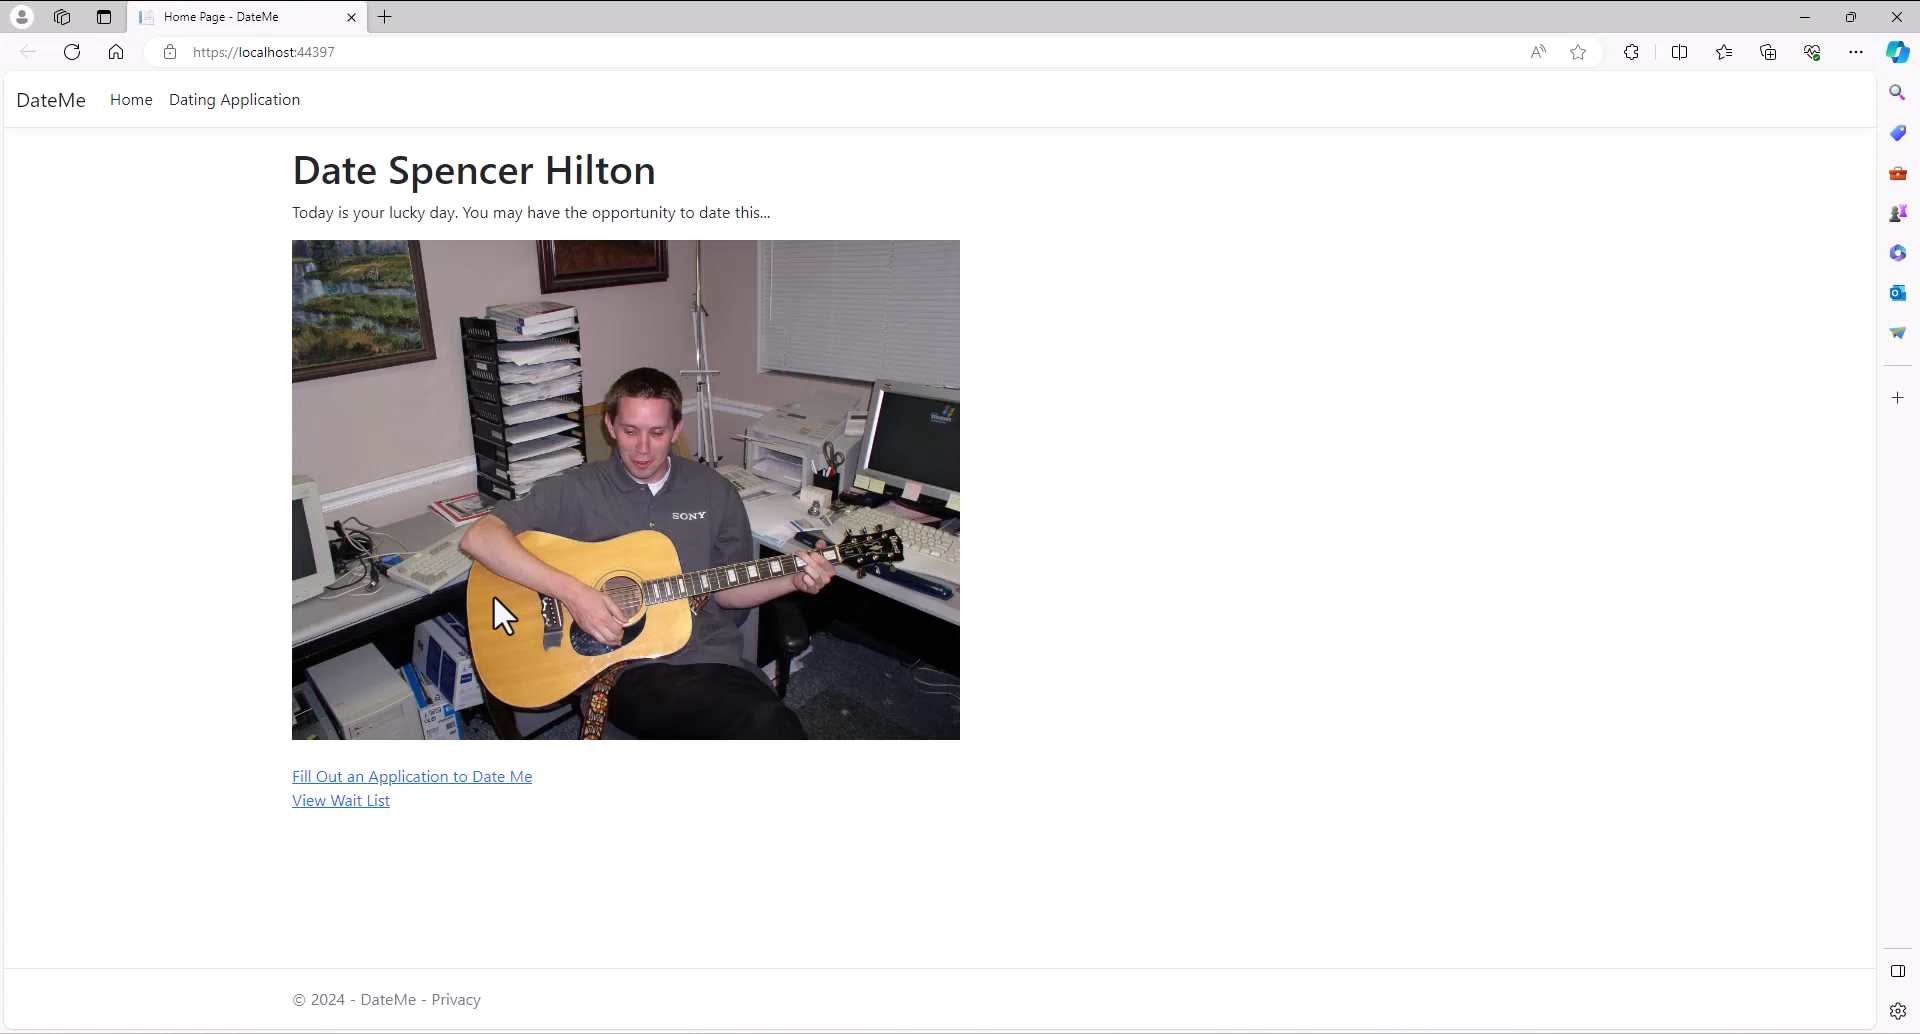 Home Page - DateMe
https://localhost:44397
DateMe Home Dating Application
Date Spencer Hilton
Today is your lucky day. You may have the opportunity to date this...
SONY
Fill Out an Application to Date Me
View Wait List
© 2024 - DateMe - Privacy